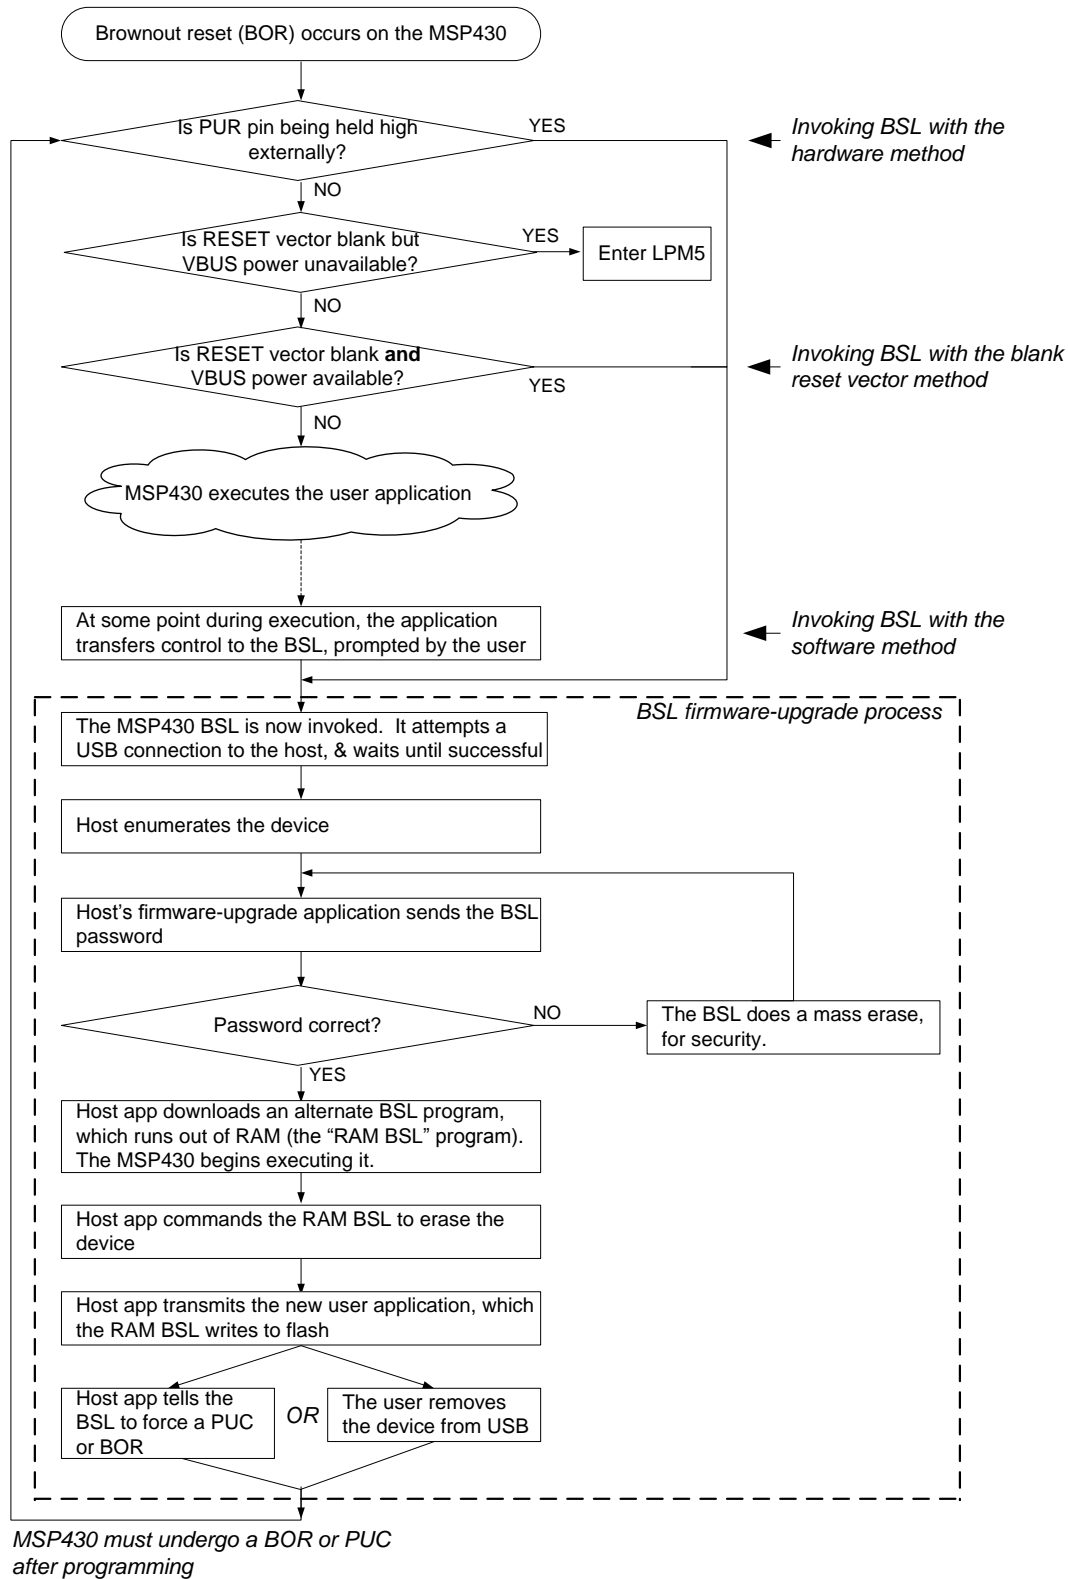 Brownout reset (BOR) occurs on the MSP430
Is PUR pin being held high
externally?
YES
Invoking BSL with the
hardware method
NO
Is RESET vector blank but
VBUS power unavailable?
YES
Enter LPM5
NO
Is RESET vector blank and
VBUS power available?
YES
Invoking BSL with the blank
reset vector method
NO
MSP430 executes the user application
At some point during execution, the application
transfers control to the BSL, prompted by the user
Invoking BSL with the
software method
BSL firmware-upgrade process
The MSP430 BSL is now invoked.  It attempts a
USB connection to the host, & waits until successful
Host enumerates the device
Host’s firmware-upgrade application sends the BSL
password
Password correct?
NO
The BSL does a mass erase,
for security.
YES
Host app downloads an alternate BSL program,
which runs out of RAM (the “RAM BSL” program).
The MSP430 begins executing it.
Host app commands the RAM BSL to erase the
device
Host app transmits the new user application, which
the RAM BSL writes to flash
Host app tells the
BSL to force a PUC
or BOR
OR
The user removes
the device from USB
MSP430 must undergo a BOR or PUC
after programming